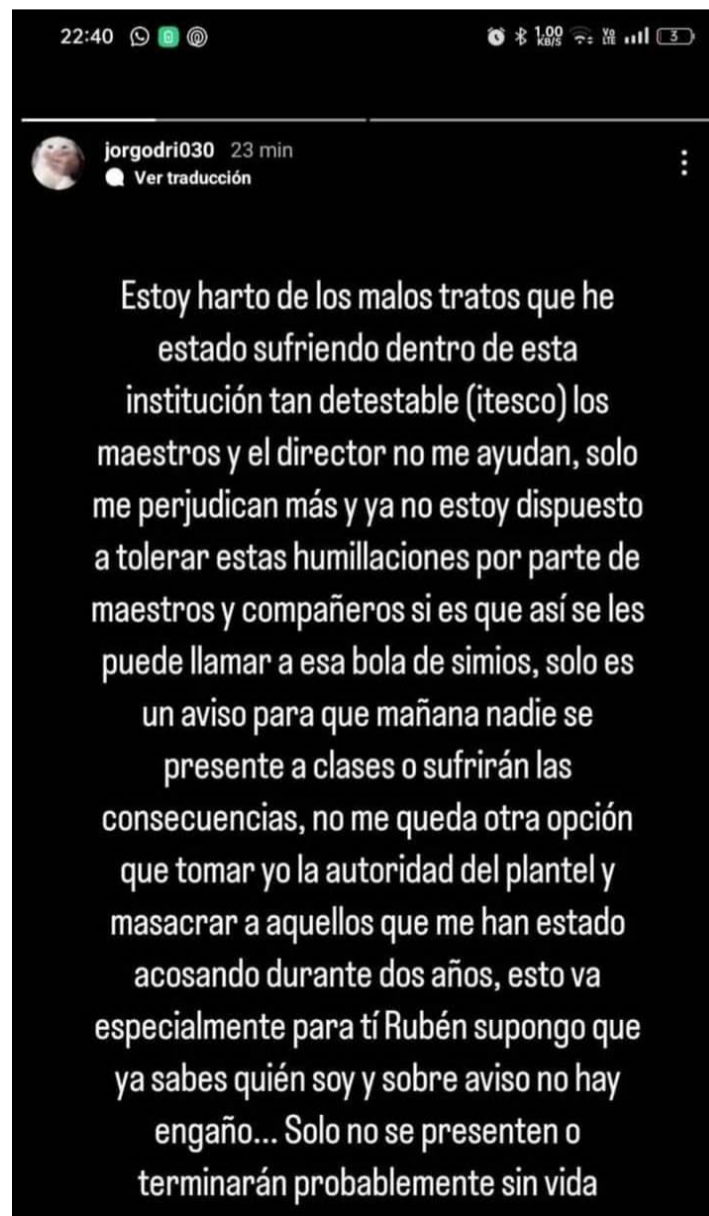 22:40
1.00 KB/S Vo LTE 3
jorgodri030 23 min
Ver traducción
Estoy harto de los malos tratos que he
estado sufriendo dentro de esta
institución tan detestable (itesco) los
maestros y el director no me ayudan, solo
me perjudican más y ya no estoy dispuesto
a tolerar estas humillaciones por parte de
maestros y compañeros si es que así se les
puede llamar a esa bola de simios, solo es
un aviso para que mañana nadie se
presente a clases o sufrirán las
consecuencias, no me queda otra opción
que tomar yo la autoridad del plantel y
masacrar a aquellos que me han estado
acosando durante dos años, esto va
especialmente para tí Rubén supongo que
ya sabes quién soy y sobre aviso no hay
engaño... Solo no se presenten o
terminarán probablemente sin vida